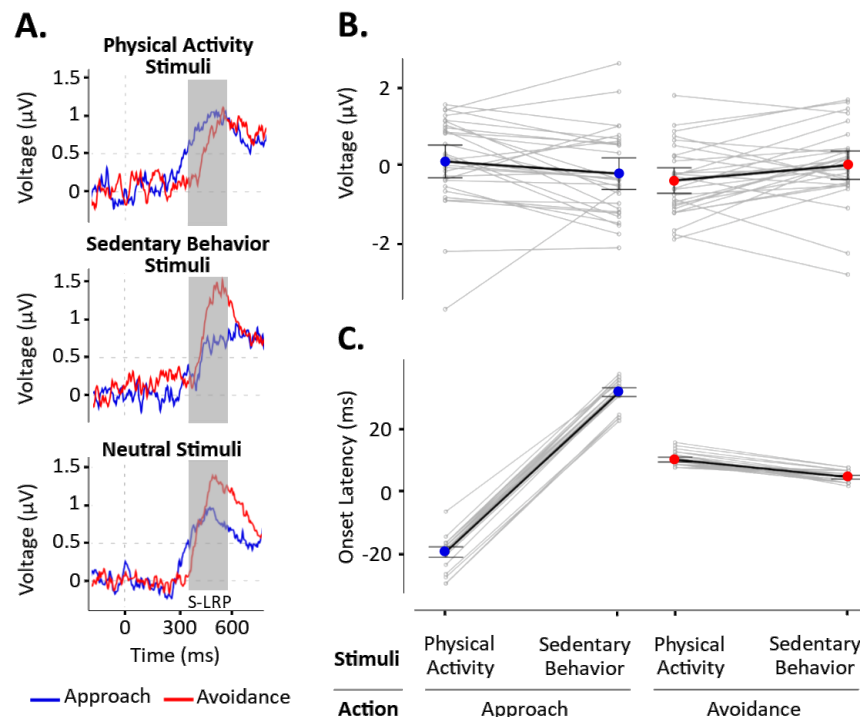 A.
Physical Activity
Stimuli
Voltage (µV)
1.5
1
0.5
0
Sedentary Behavior
Stimuli
Voltage (µV)
1.5
1
0.5
0
Neutral Stimuli
Voltage (µV)
1.5
1
0.5
0
S-LRP
0 300 600
Time (ms)
Approach Avoidance
B.
Voltage (µV)
2
0
-2
C.
Onset Latency (ms)
20
0
-20
Stimuli Physical Activity Sedentary Behavior Physical Activity Sedentary Behavior
Action Approach Avoidance